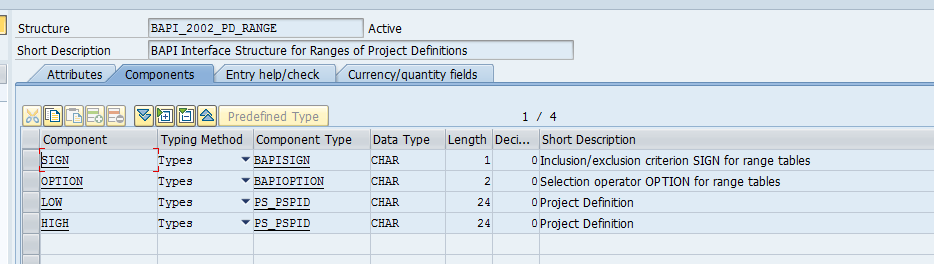 Structure BAPI_2002_PD_RANGE Active
Short Description BAPI Interface Structure for Ranges of Project Definitions
Attributes Components Entry help/check Currency/quantity fields
Predefined Type 1 / 4
Component Typing Method Component Type Data Type Length Deci... Short Description
SIGN Types BAPISIGN CHAR 1 0 Inclusion/exclusion criterion SIGN for range tables
OPTION Types BAPIOPTION CHAR 2 0 Selection operator OPTION for range tables
LOW Types PS_PSPID CHAR 24 0 Project Definition
HIGH Types PS_PSPID CHAR 24 0 Project Definition